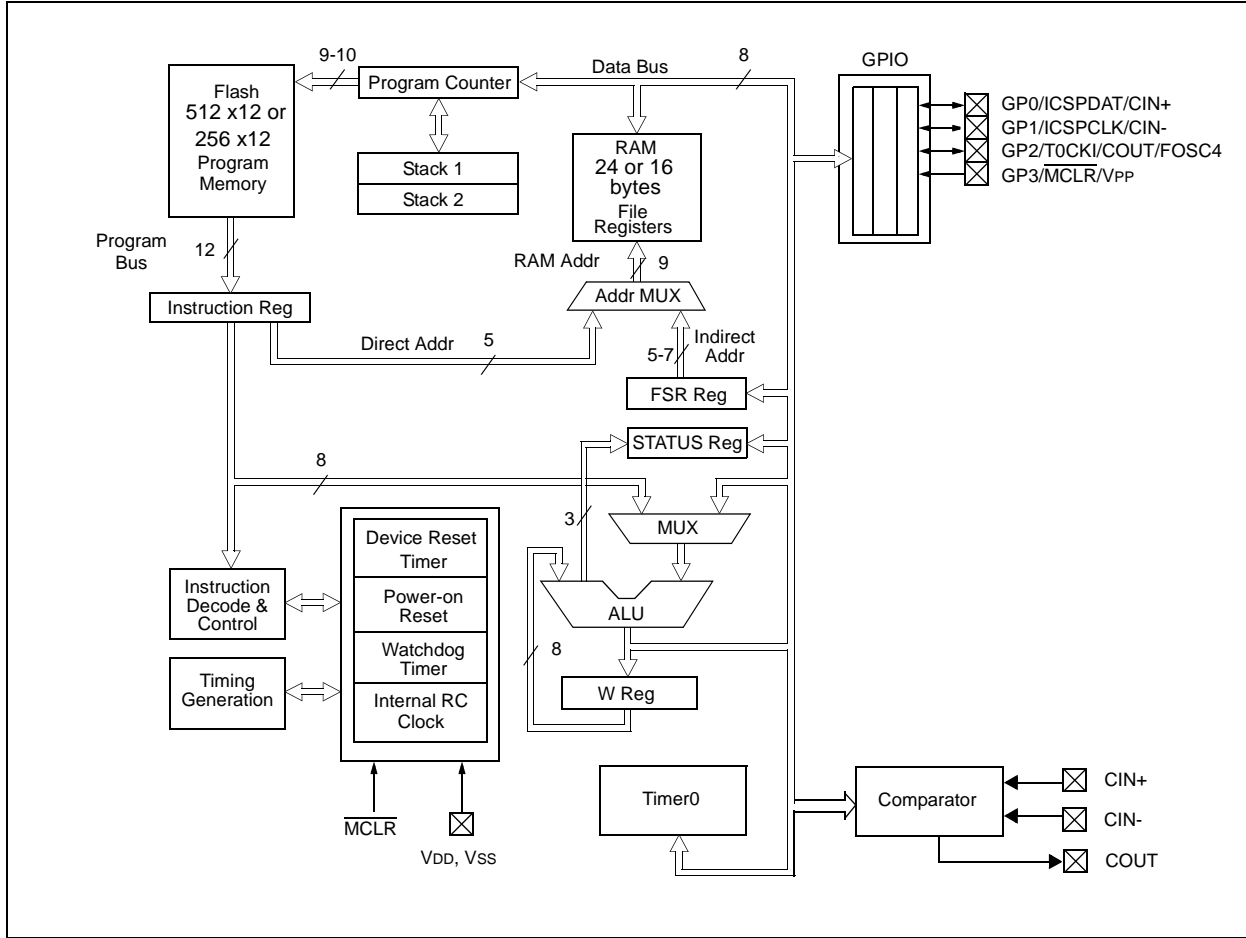 9-10
Program Counter
Data Bus
8
GPIO
Flash
512 x12 or
256 x12
Program
Memory
Stack 1
Stack 2
RAM
24 or 16
bytes
File
Registers
GP0/ICSPDAT/CIN+
GP1/ICSPCLK/CIN-
GP2/T0CKI/COUT/FOSC4
GP3/MCLR/VPP
Program
Bus
12
RAM Addr
9
Instruction Reg
Addr MUX
Direct Addr
5
5-7
Indirect
Addr
FSR Reg
STATUS Reg
8
3
MUX
Device Reset
Timer
Power-on
Reset
Watchdog
Timer
Internal RC
Clock
Instruction
Decode &
Control
Timing
Generation
ALU
8
W Reg
MCLR
VDD, VSS
Timer0
Comparator
CIN+
CIN-
COUT